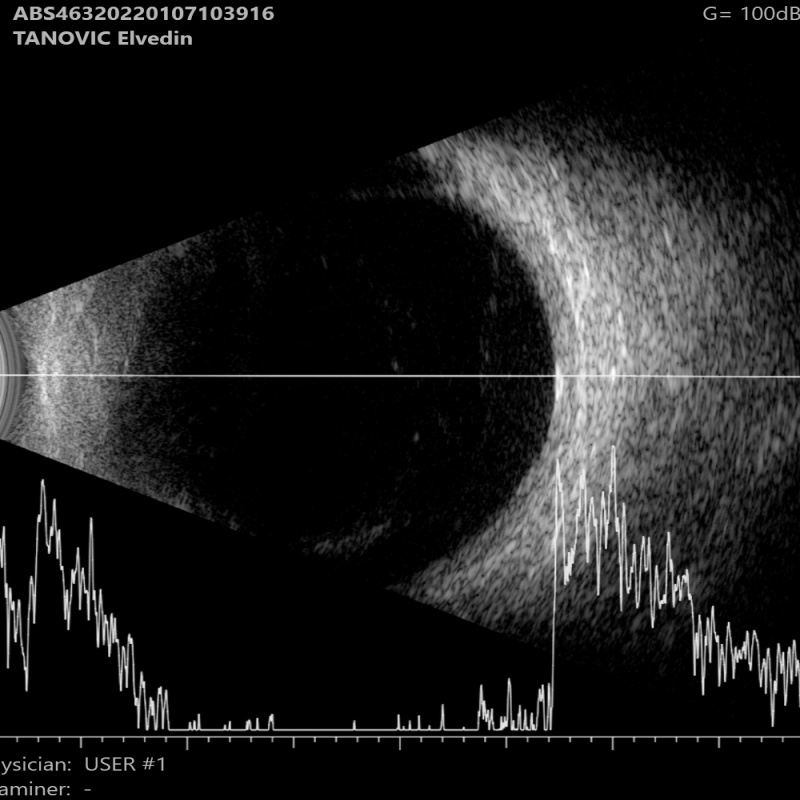 ABS46320220107103916
G= 100dB
TANOVIC Elvedin
ysician: USER #1
aminer: -